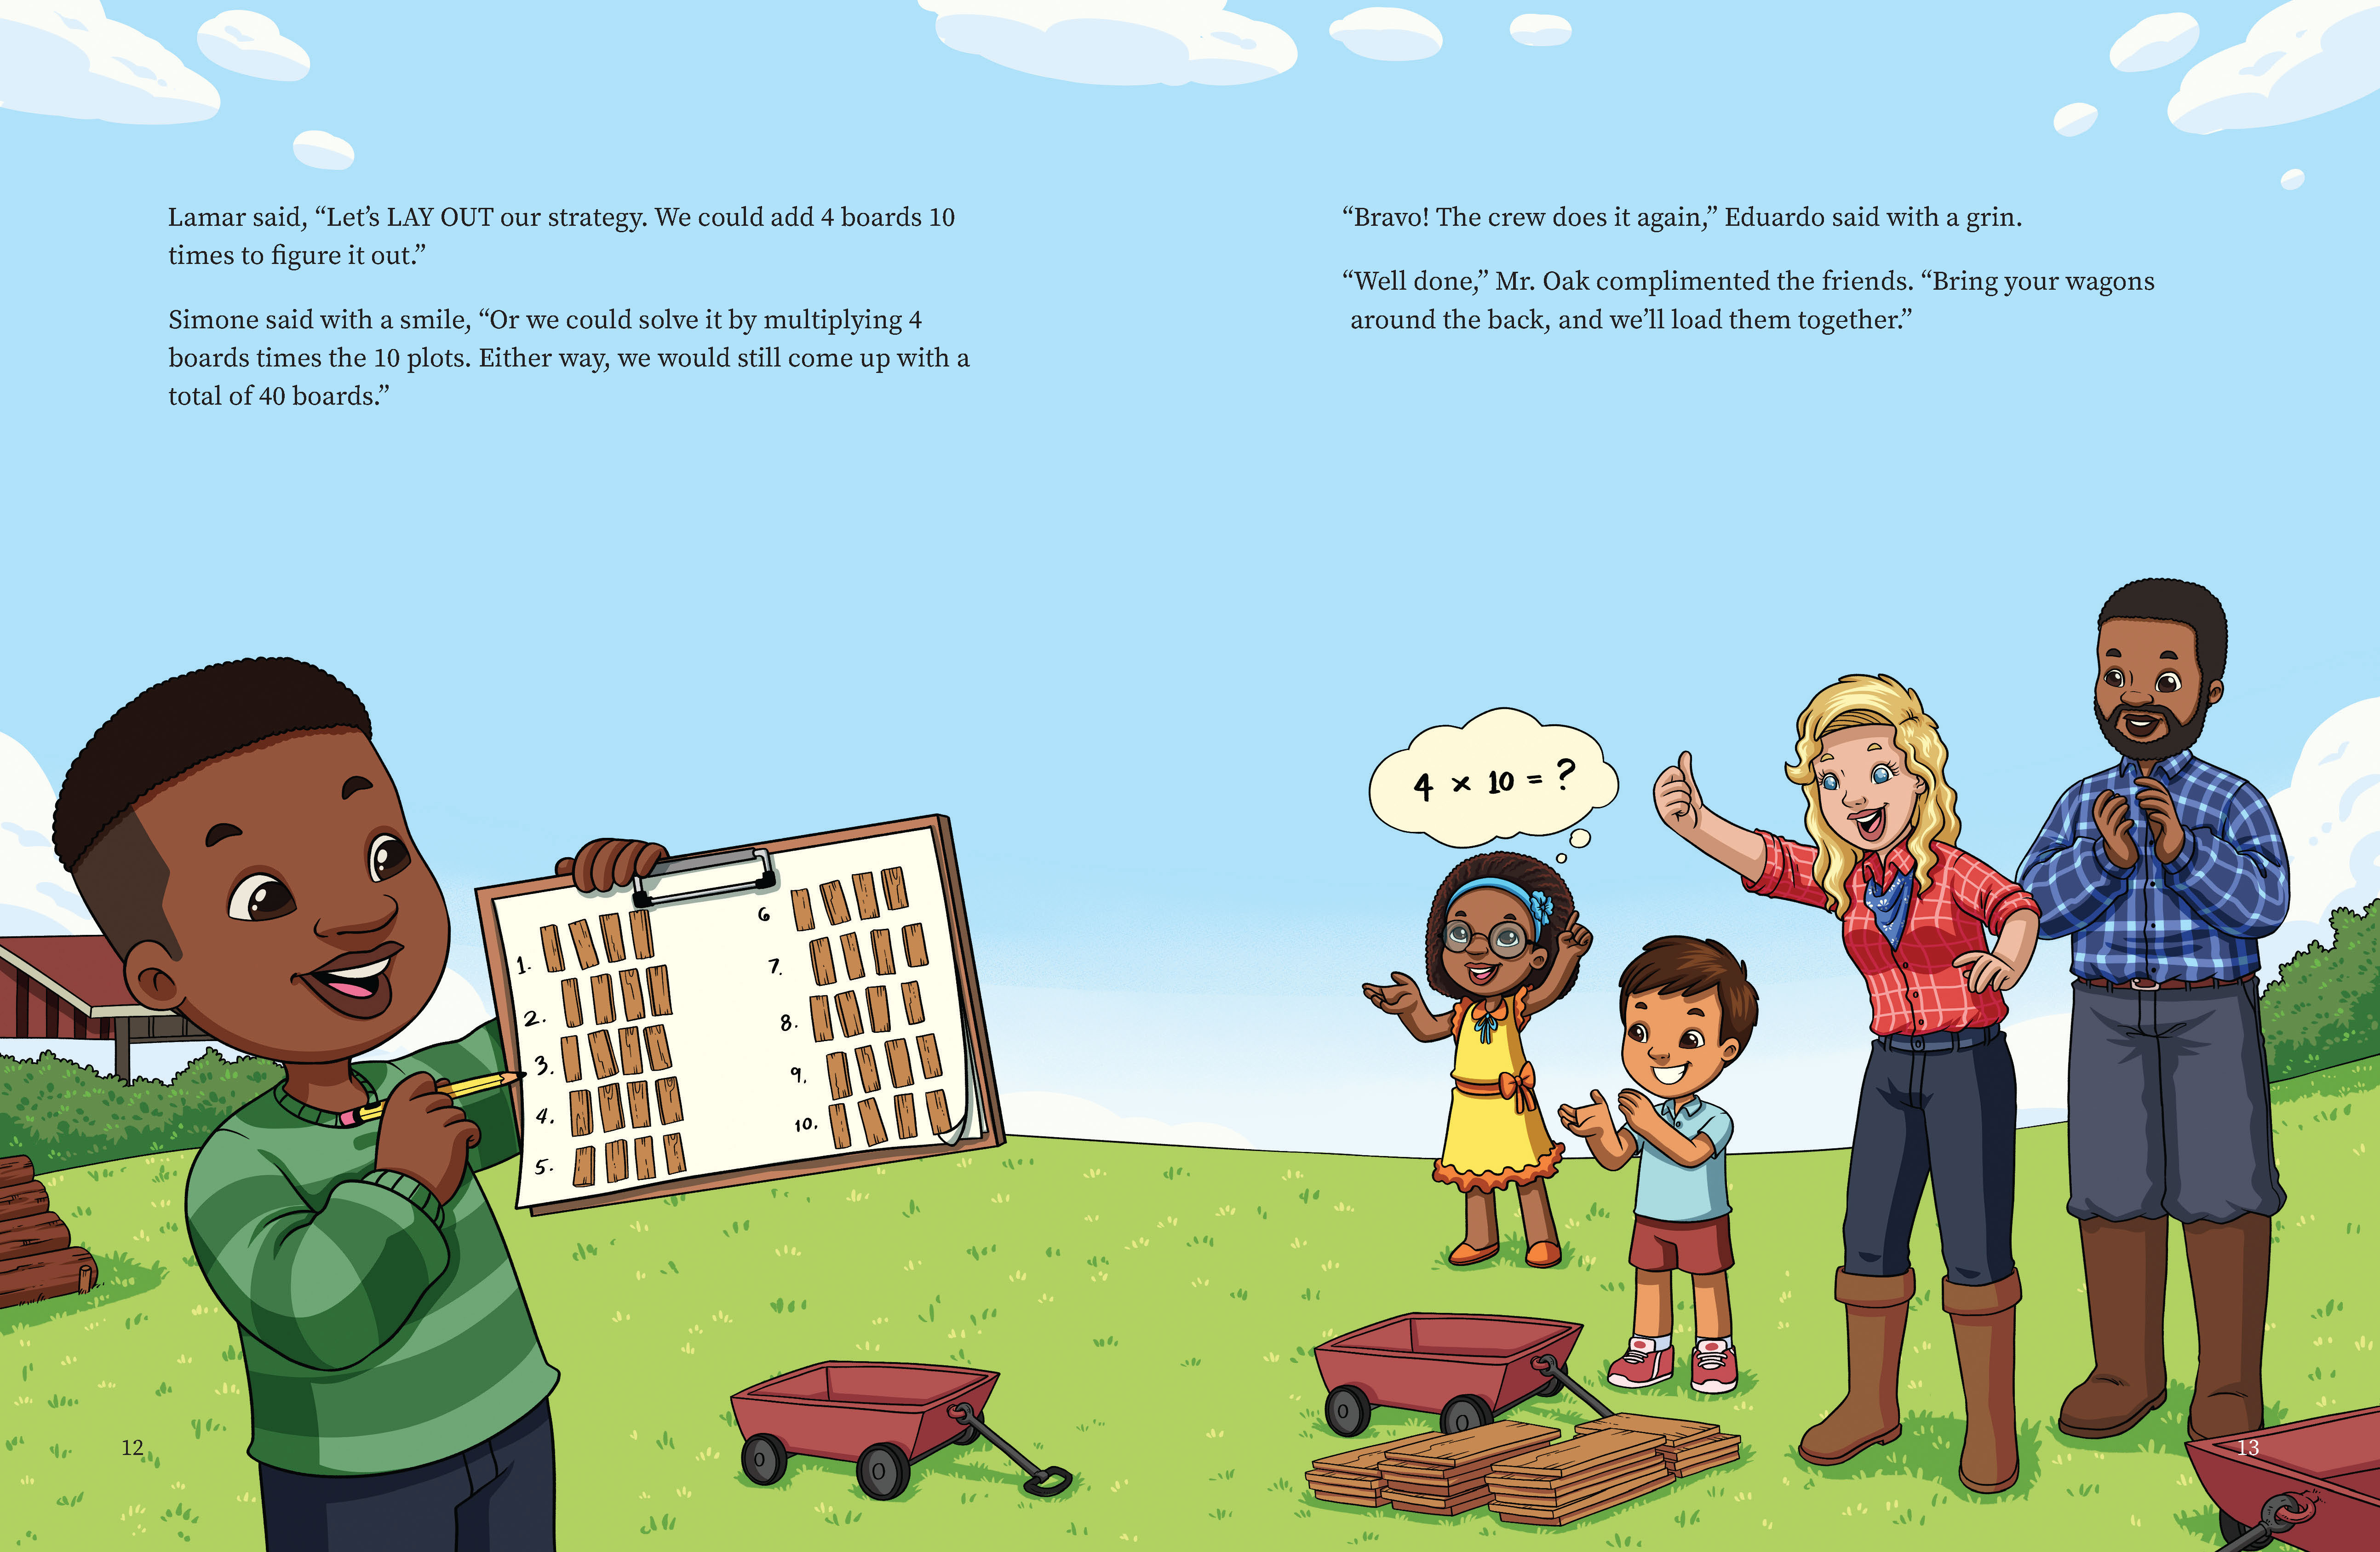 Lamar said, “Let’s LAY OUT our strategy. We could add 4 boards 10
times to figure it out.”
Simone said with a smile, “Or we could solve it by multiplying 4
boards times the 10 plots. Either way, we would still come up with a
total of 40 boards.”
“Bravo! The crew does it again,” Eduardo said with a grin.
“Well done,” Mr. Oak complimented the friends. “Bring your wagons
around the back, and we’ll load them together.”
1.
2.
3.
4.
5.
6
7.
8.
9.
10.
4 x 10 = ?
12
13